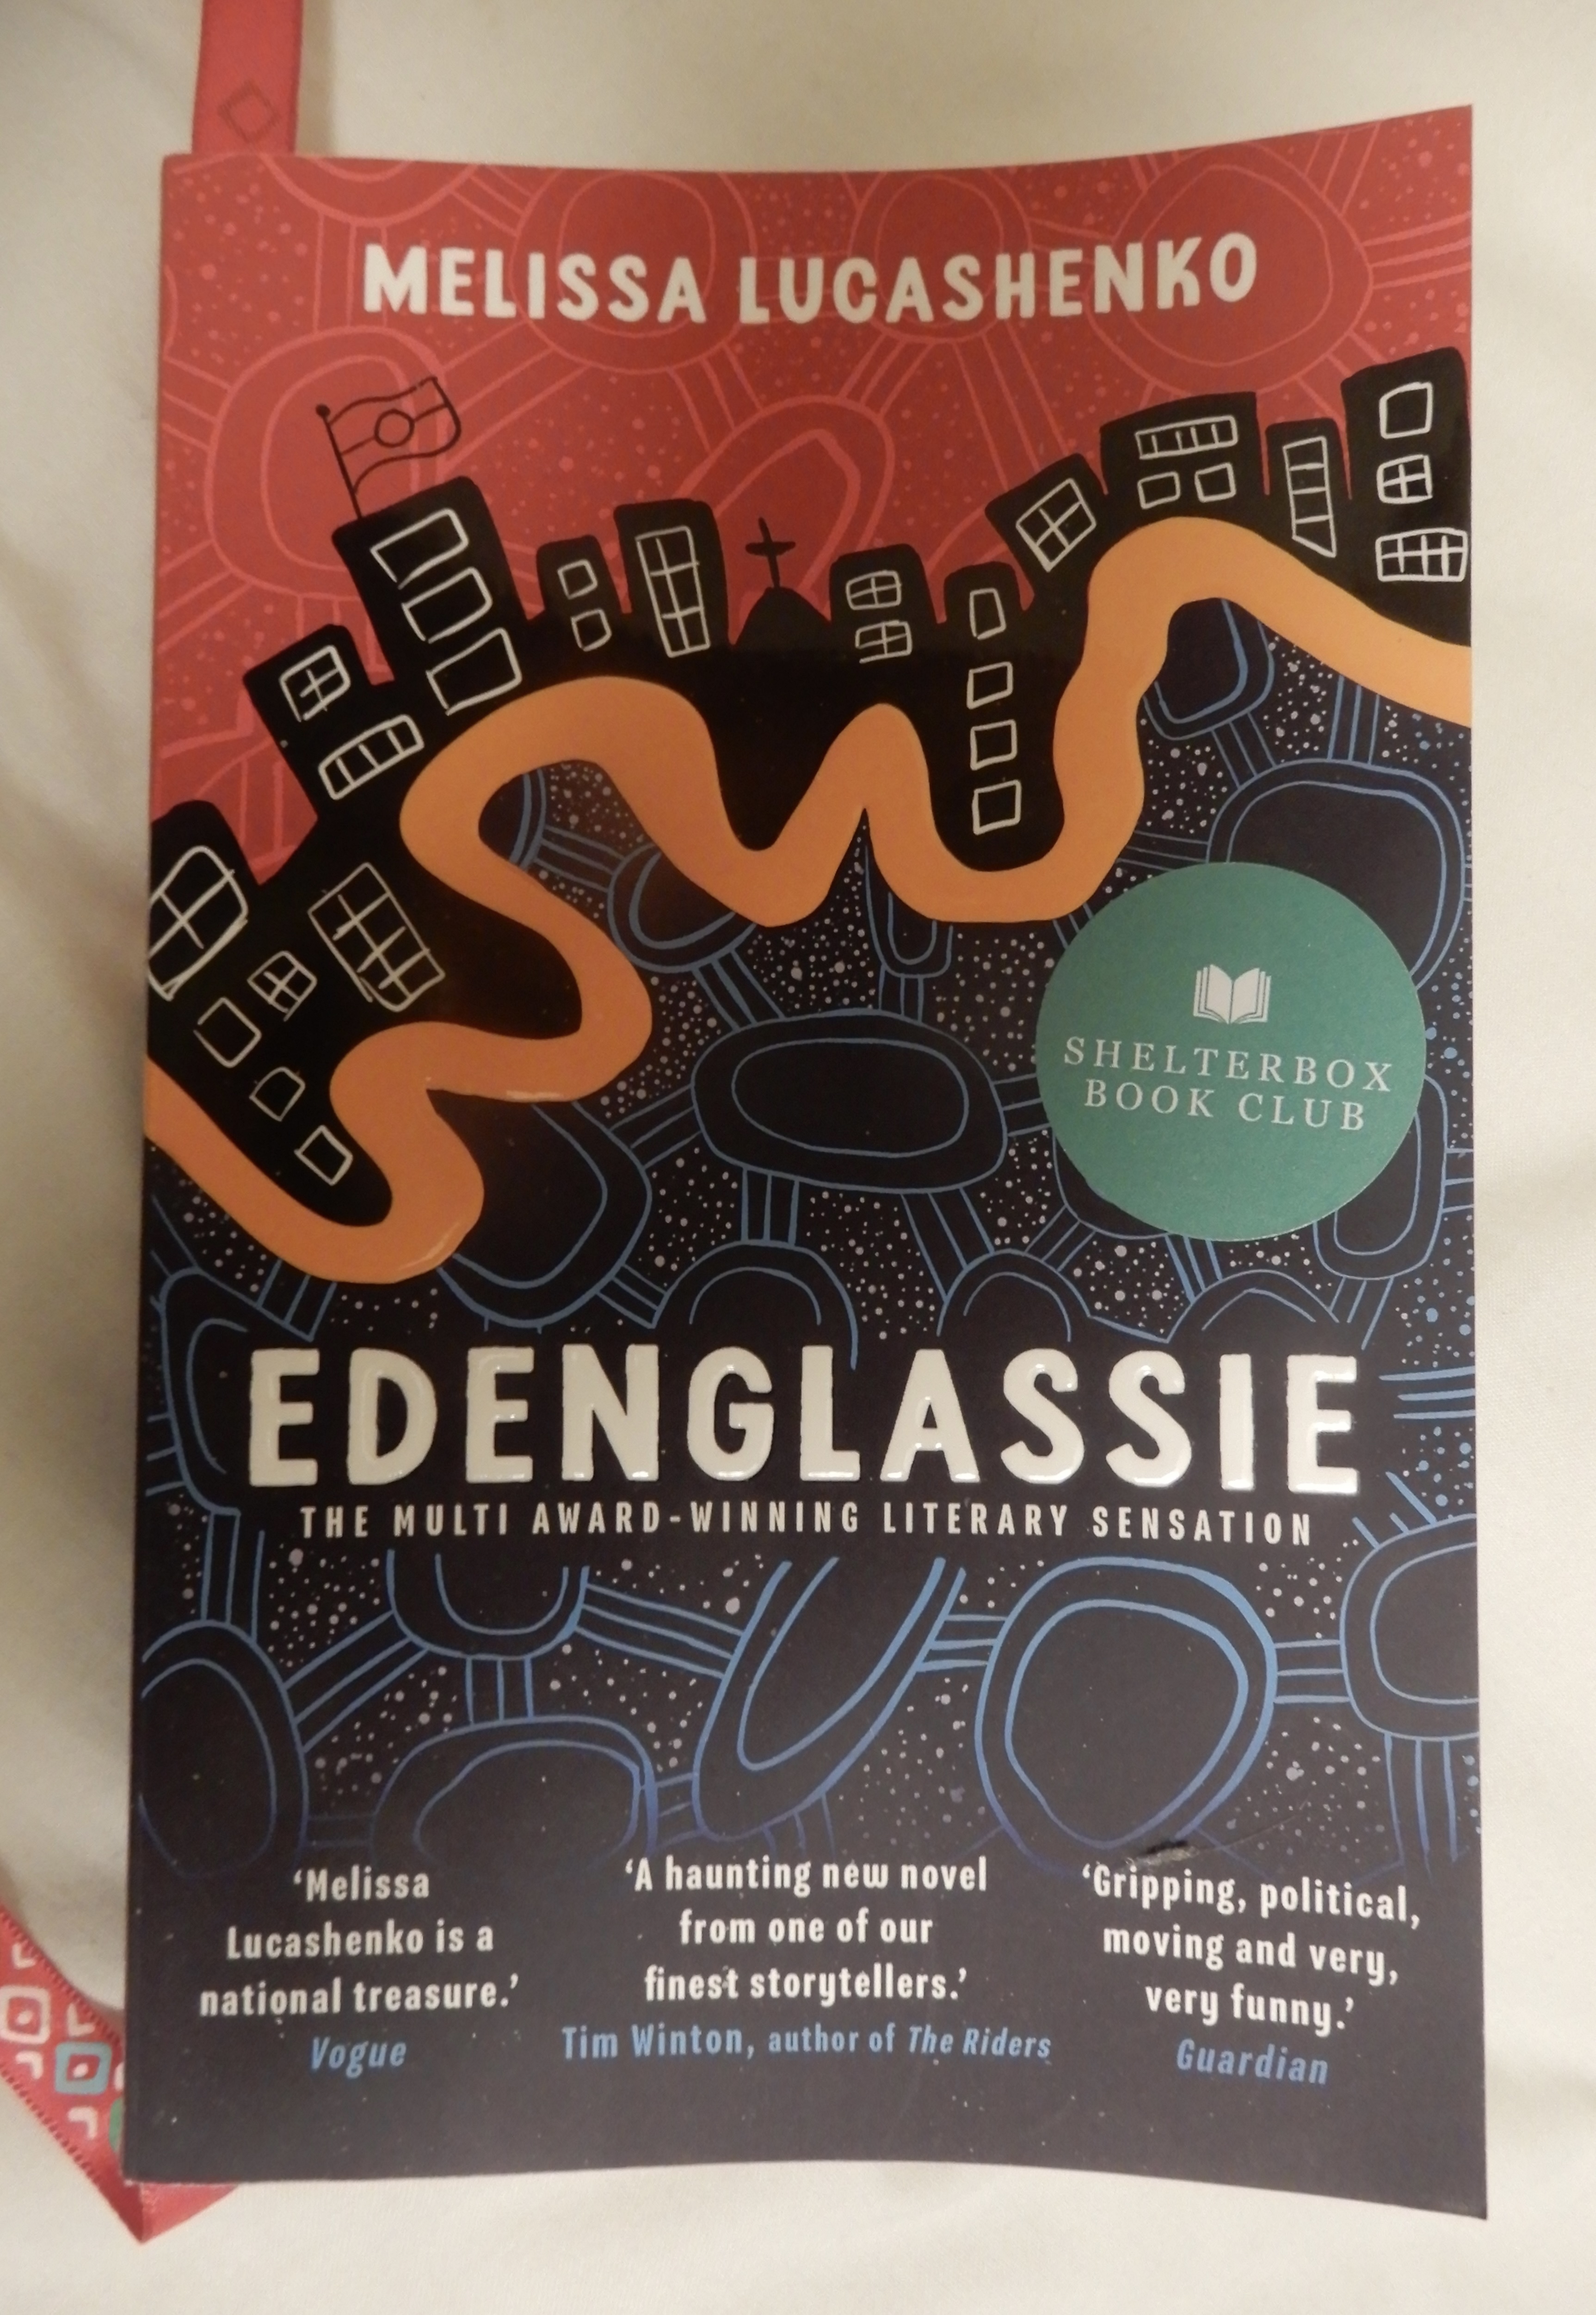 MELISSA LUCASHENKO
SHELTERBOX
BOOK CLUB
EDENGLASSIE
THE MULTI AWARD-WINNING LITERARY SENSATION
‘Melissa
Lucashenko is a
national treasure.’
Vogue
‘A haunting new novel
from one of our
finest storytellers.’
Tim Winton, author of The Riders
‘Gripping, political,
moving and very,
very funny.’
Guardian